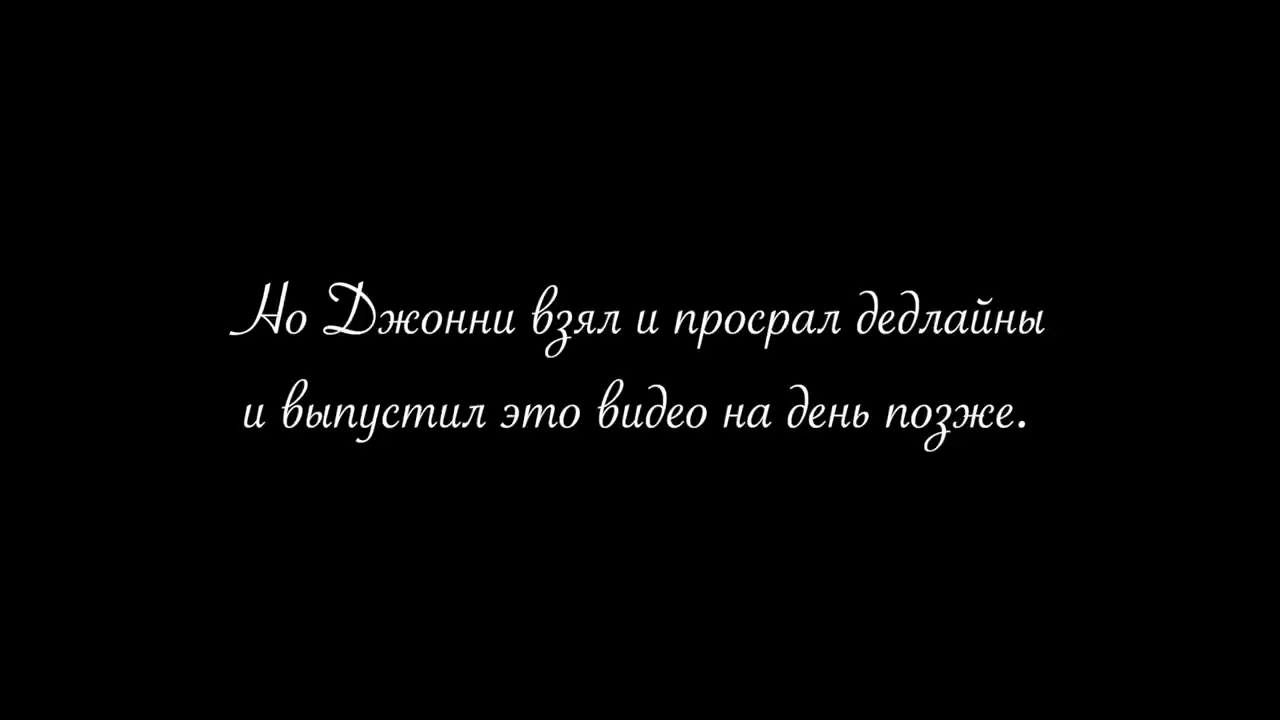 Но Джонни взял и просрал дедлайны
и выпустил это видео на день позже.